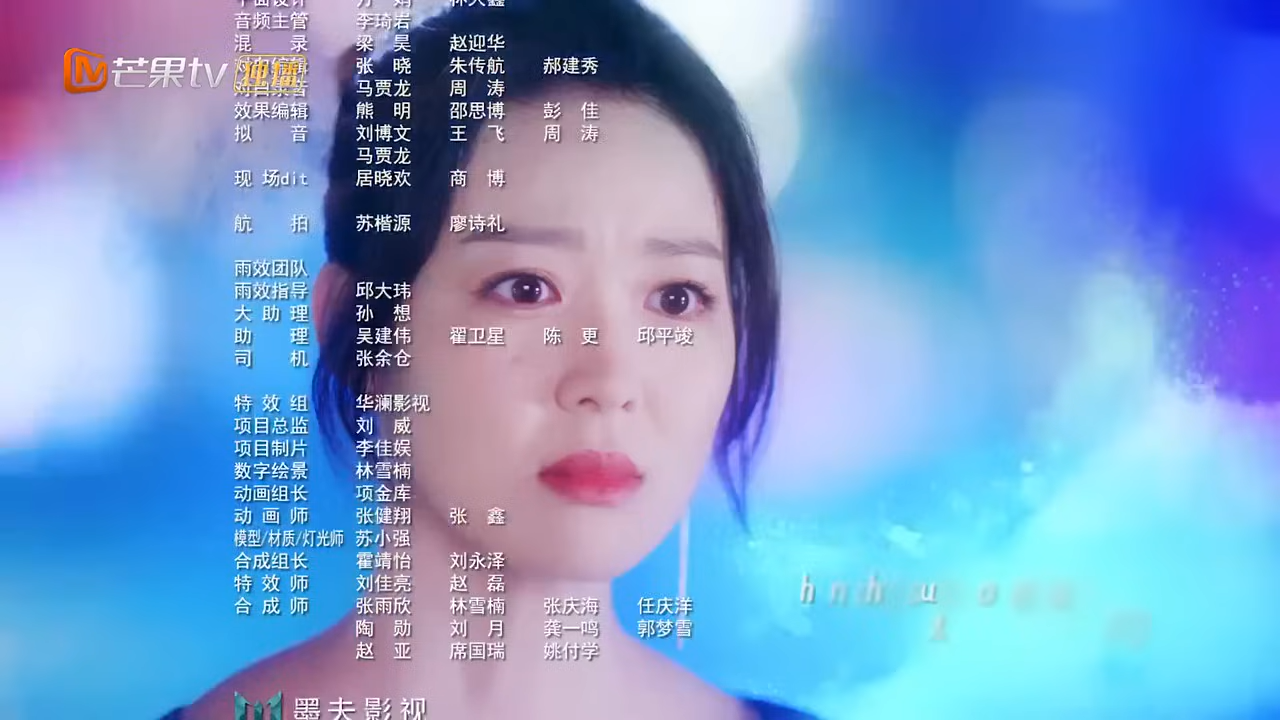 音频主管 李琦岩
混 录 梁 昊 赵迎华
芒果tv 独播
张 晓 朱传航 郝建秀
马贾龙 周 涛
效果编辑 熊 明 邵思博 彭 佳
拟 音 刘博文 王 飞 周 涛
马贾龙
现 场dit 居晓欢 商 博
航 拍 苏楷源 廖诗礼
雨效团队
雨效指导 邱大玮
大 助 理 孙 想
助 理 吴建伟 翟卫星 陈 更 邱平竣
司 机 张余仓
特 效 组 华澜影视
项目总监 刘 威
项目制片 李佳娱
数字绘景 林雪楠
动画组长 项金库
动 画 师 张健翔 张 鑫
模型/材质/灯光师 苏小强
合成组长 霍靖怡 刘永泽
特 效 师 刘佳亮 赵 磊
合 成 师 张雨欣 林雪楠 张庆海 任庆洋
陶 勋 刘 月 龚一鸣 郭梦雪
赵 亚 席国瑞 姚付学
墨夫影视